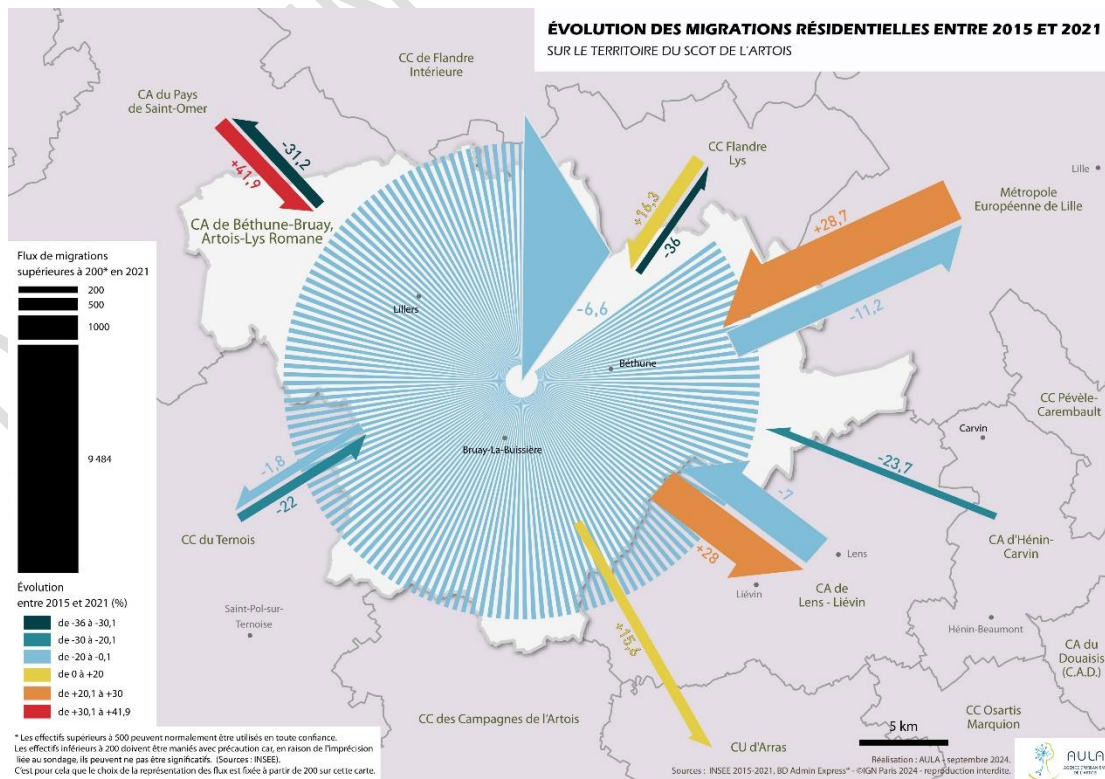 ÉVOLUTION DES MIGRATIONS RÉSIDENTIELLES ENTRE 2015 ET 2021
SUR LE TERRITOIRE DU SCOT DE L'ARTOIS
CC de Flandre
Intérieure
CA du Pays
de Saint-Omer
-31,2
+41,9
CC Flandre
Lys
+16,3
-36
Lille
Métropole
Européenne de Lille
+28,7
-11,2
CA de Béthune-Bruay,
Artois-Lys Romane
-6,6
Lillers
Béthune
Bruay-La-Buissière
Flux de migrations
supérieures à 200* en 2021
200
500
1000
9 484
CC Pévèle-
Carembault
Carvin
-23,7
-1,8
-22
CC du Ternois
-7
+28
Lens
Liévin
CA de
Lens - Liévin
CA d'Hénin-
Carvin
Hénin-Beaumont
CA du
Douaisis
(C.A.D.)
+15,6
Saint-Pol-sur-
Ternoise
Évolution
entre 2015 et 2021 (%)
de -36 à -30,1
de -30 à -20,1
de -20 à -0,1
de 0 à +20
de +20,1 à +30
de +30,1 à +41,9
CC des Campagnes de l'Artois
CU d'Arras
CC Osartis
Marquion
5 km
* Les effectifs supérieurs à 500 peuvent normalement être utilisés en toute confiance.
Les effectifs inférieurs à 200 doivent être maniés avec précaution car, en raison de l'imprécision
liée au sondage, ils peuvent ne pas être significatifs. (Sources : INSEE).
C'est pour cela que le choix de la représentation des flux est fixée à partir de 200 sur cette carte.
Réalisation : AULA - septembre 2024.
Sources : INSEE 2015-2021, BD Admin Express* - ©IGN Paris 2024 - reproduction interdite.
AULA
AGENCE D'URBANISME
DE L'ARTOIS